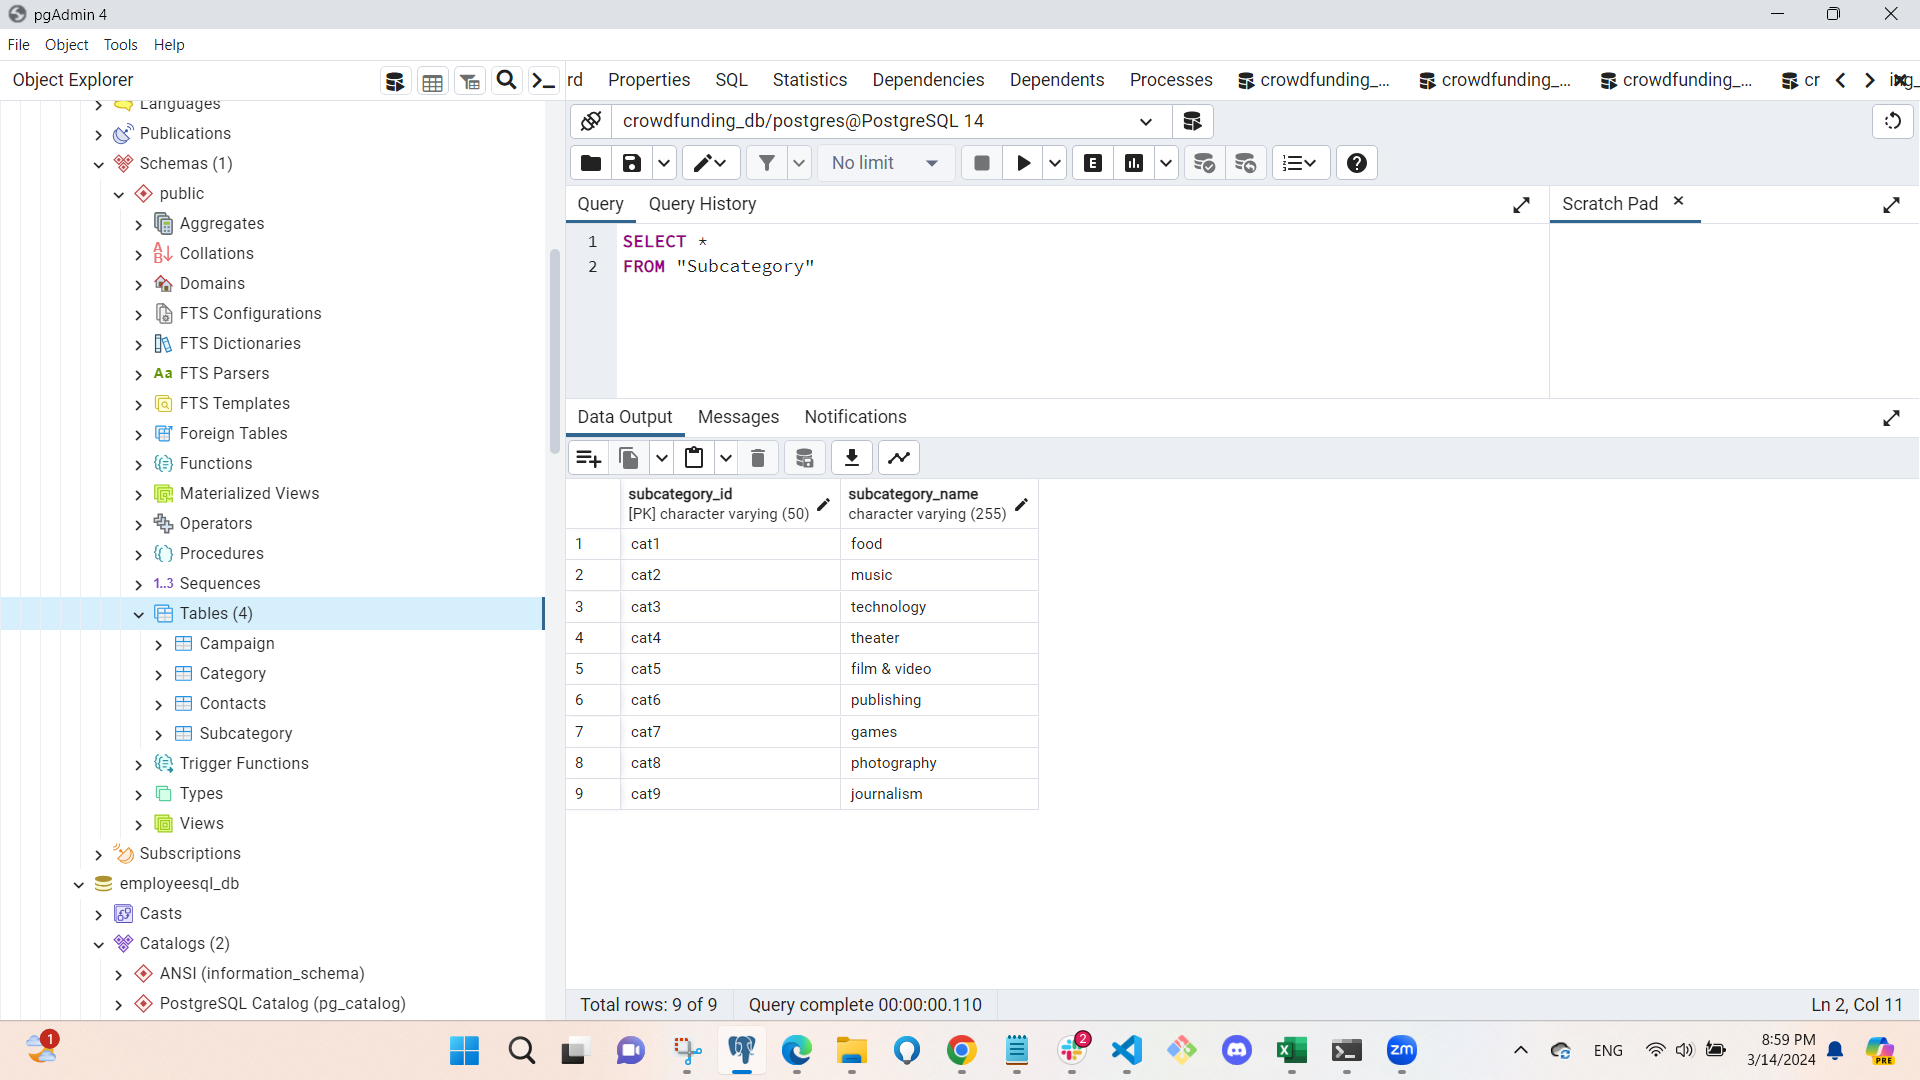 pgAdmin 4
File Object Tools Help
Object Explorer
rd Properties SQL Statistics Dependencies Dependents Processes crowdfunding_... crowdfunding_... crowdfunding_... cr ing_
Languages
Publications
Schemas (1)
public
Aggregates
Collations
Domains
FTS Configurations
FTS Dictionaries
Aa FTS Parsers
FTS Templates
Foreign Tables
Functions
Materialized Views
Operators
Procedures
1..3 Sequences
Tables (4)
Campaign
Category
Contacts
Subcategory
Trigger Functions
Types
Views
Subscriptions
employeesql_db
Casts
Catalogs (2)
ANSI (information_schema)
PostgreSQL Catalog (pg_catalog)
crowdfunding_db/postgres@PostgreSQL 14
No limit E
Query Query History
Scratch Pad
1 SELECT *
2 FROM "Subcategory"
Data Output Messages Notifications
subcategory_id subcategory_name
[PK] character varying (50) character varying (255)
1 cat1 food
2 cat2 music
3 cat3 technology
4 cat4 theater
5 cat5 film & video
6 cat6 publishing
7 cat7 games
8 cat8 photography
9 cat9 journalism
Total rows: 9 of 9 Query complete 00:00:00.110 Ln 2, Col 11
1
2
zm
ENG
8:59 PM
3/14/2024
PRE